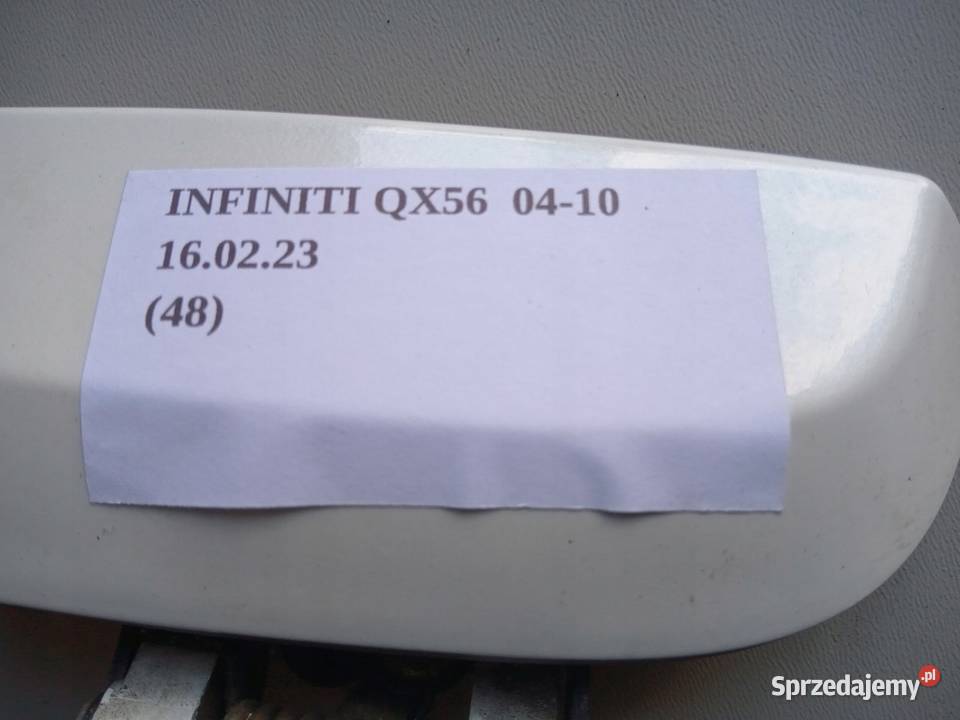 INFINITI QX56 04-10
16.02.23
(48)
Sprzedajemy.pl